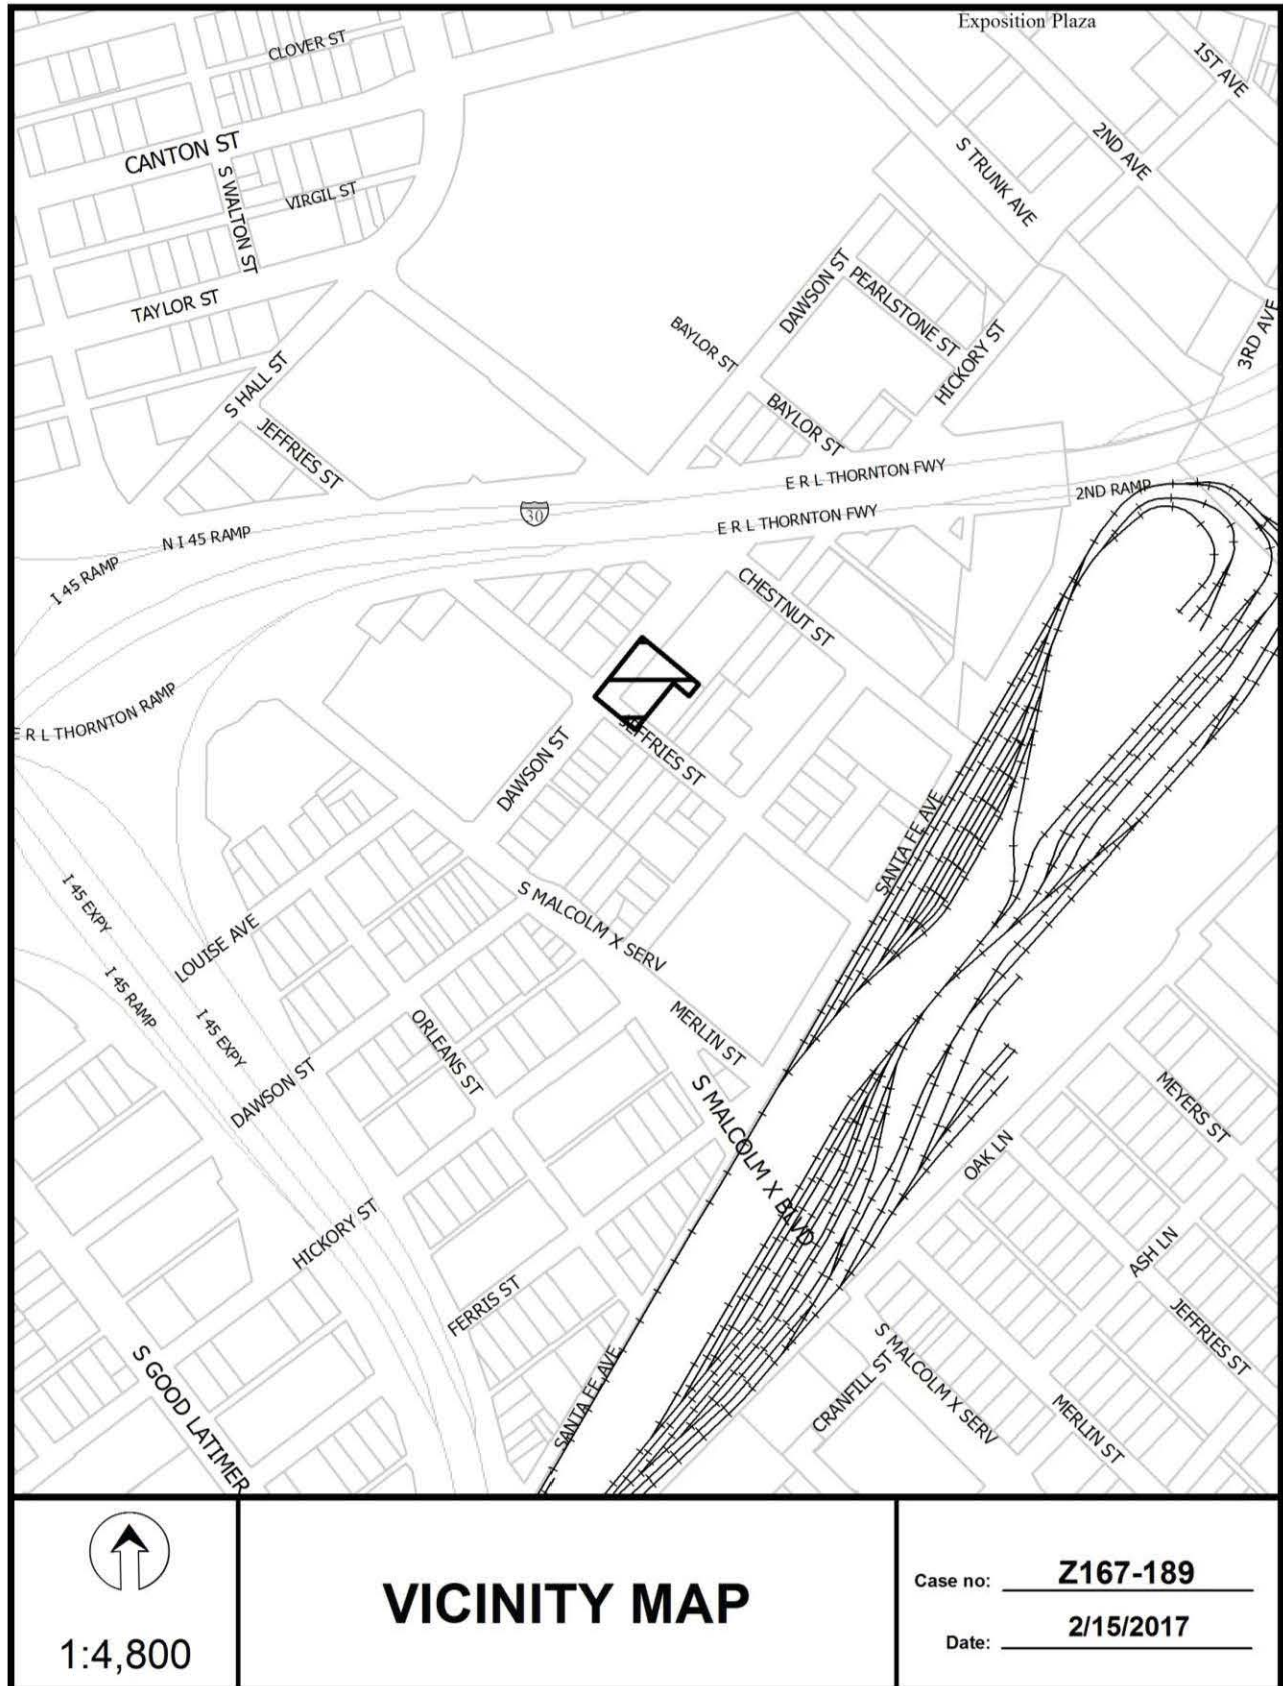 Exposition Plaza
CLOVER ST
1ST AVE
CANTON ST
2ND AVE
S TRUNK AVE
S WALTON ST
VIRGIL ST
DAWSON ST
PEARLSTONE ST
TAYLOR ST
BAYLOR ST
HICKORY ST
3RD AVE
S HALL ST
JEFFRIES ST
BAYLOR ST
E R L THORNTON FWY
2ND RAMP
30
E R L THORNTON FWY
N I 45 RAMP
I 45 RAMP
CHESTNUT ST
E R L THORNTON RAMP
JEFFRIES ST
DAWSON ST
SANTA FE AVE
I 45 EXPY
S MALCOLM X SERV
LOUISE AVE
I 45 RAMP
I 45 EXPY
ORLEANS ST
MERLIN ST
DAWSON ST
S MALCOLM X BLVD
MEYERS ST
OAK LN
HICKORY ST
ASH LN
FERRIS ST
JEFFRIES ST
S GOOD LATIMER
SANTA FE AVE
CRANFILL ST
S MALCOLM X SERV
MERLIN ST
1:4,800
VICINITY MAP
Case no: Z167-189
Date: 2/15/2017